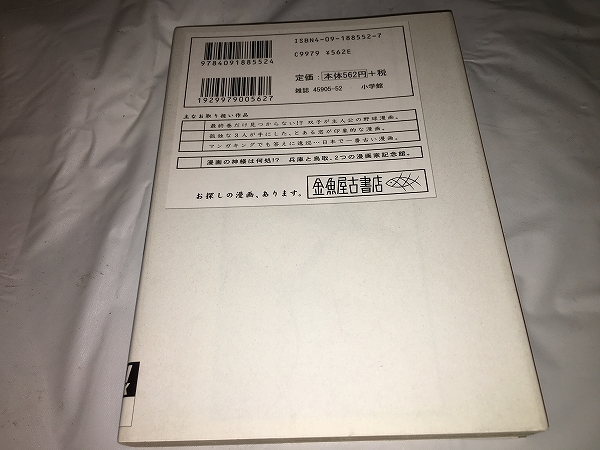 ISBN4-09-188552-7
C9979 ¥562E
9784091885524
定価：本体562円＋税
雑誌 45905-52 小学館
1929979005627
主なお取り扱い作品
最終巻だけ見つからない!? 双子が主人公の野球漫画。
孤独な3人が手にした、とある恋が印象的な漫画。
マンガキングでも答えに逡巡…日本で一番古い漫画。
漫画の神様は何処!? 兵庫と鳥取、2つの漫画家記念館。
お探しの漫画、あります。 金魚屋古書店